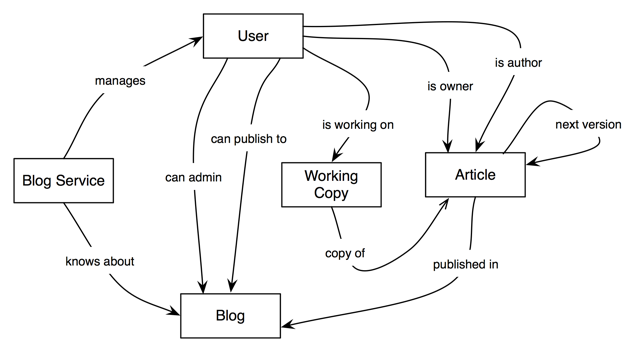 User
is author
manages
is owner
next version
is working on
can publish to
Blog Service
can admin
Working
Copy
Article
copy of
knows about
published in
Blog